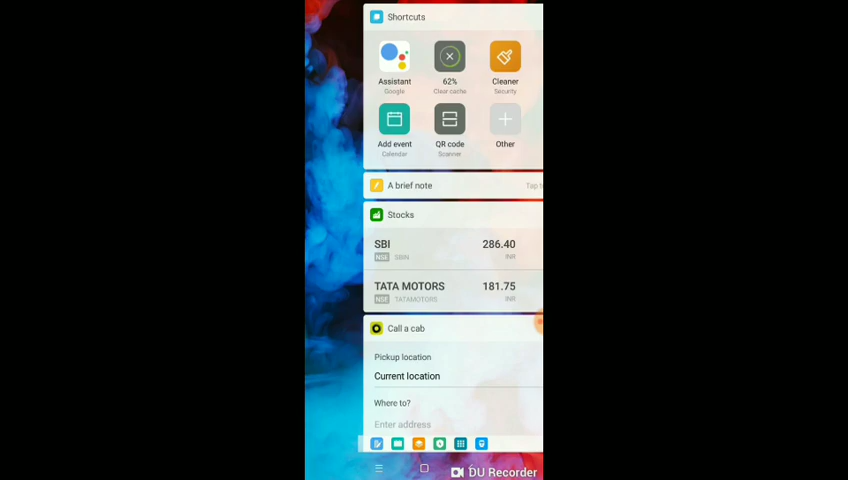 Shortcuts
Assistant
Google
62%
Clear cache
Cleaner
Security
Add event
Calendar
QR code
Scanner
Other
A brief note
Tap t
Stocks
SBI 286.40
NSE SBIN INR
TATA MOTORS 181.75
NSE TATAMOTORS INR
Call a cab
Pickup location
Current location
Where to?
Enter address
DU Recorder